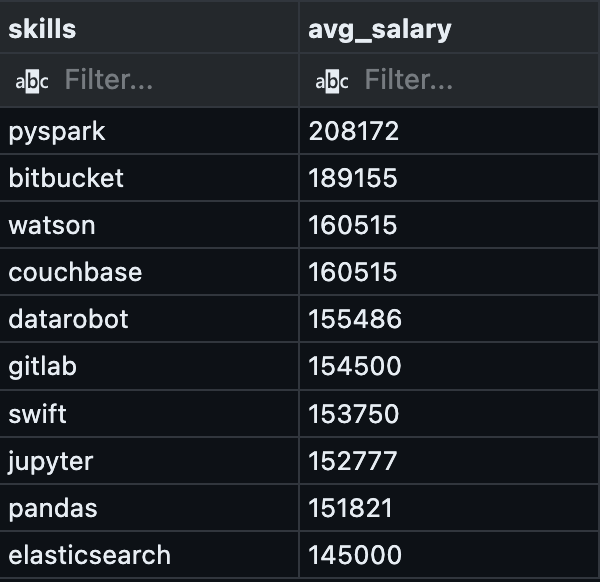 skills avg_salary
abc Filter... abc Filter...
pyspark 208172
bitbucket 189155
watson 160515
couchbase 160515
datarobot 155486
gitlab 154500
swift 153750
jupyter 152777
pandas 151821
elasticsearch 145000